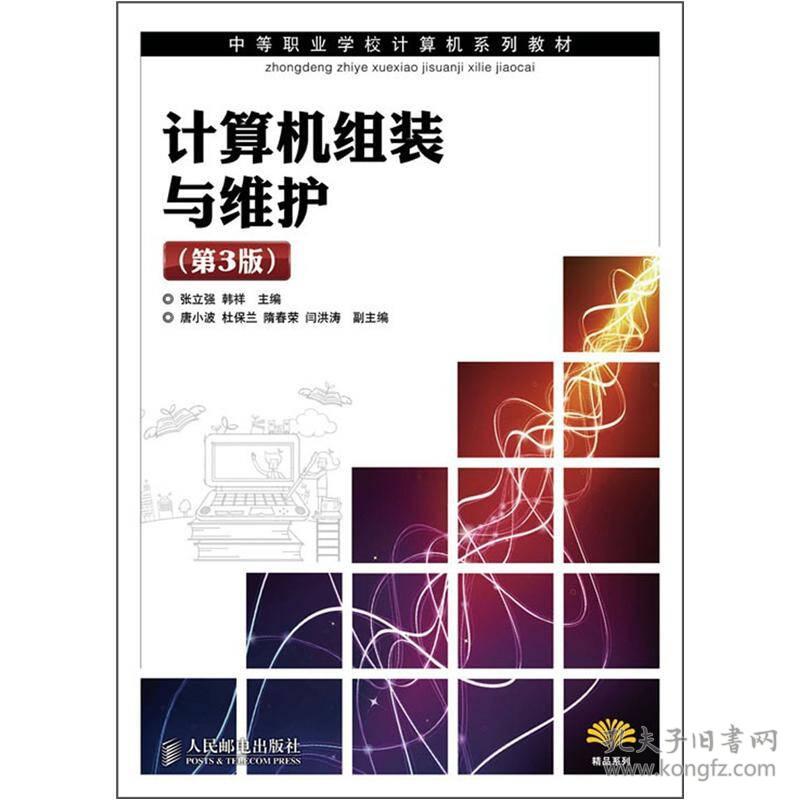 中等职业学校计算机系列教材
zhongdeng zhiye xuexiao jisuanji xilie jiaocai
计算机组装
与维护
(第3版)
◎ 张立强 韩祥 主编
◎ 唐小波 杜保兰 隋春荣 闫洪涛 副主编
人民邮电出版社
POSTS & TELECOM PRESS
精品系列
孔夫子旧书网
www.kongfz.com